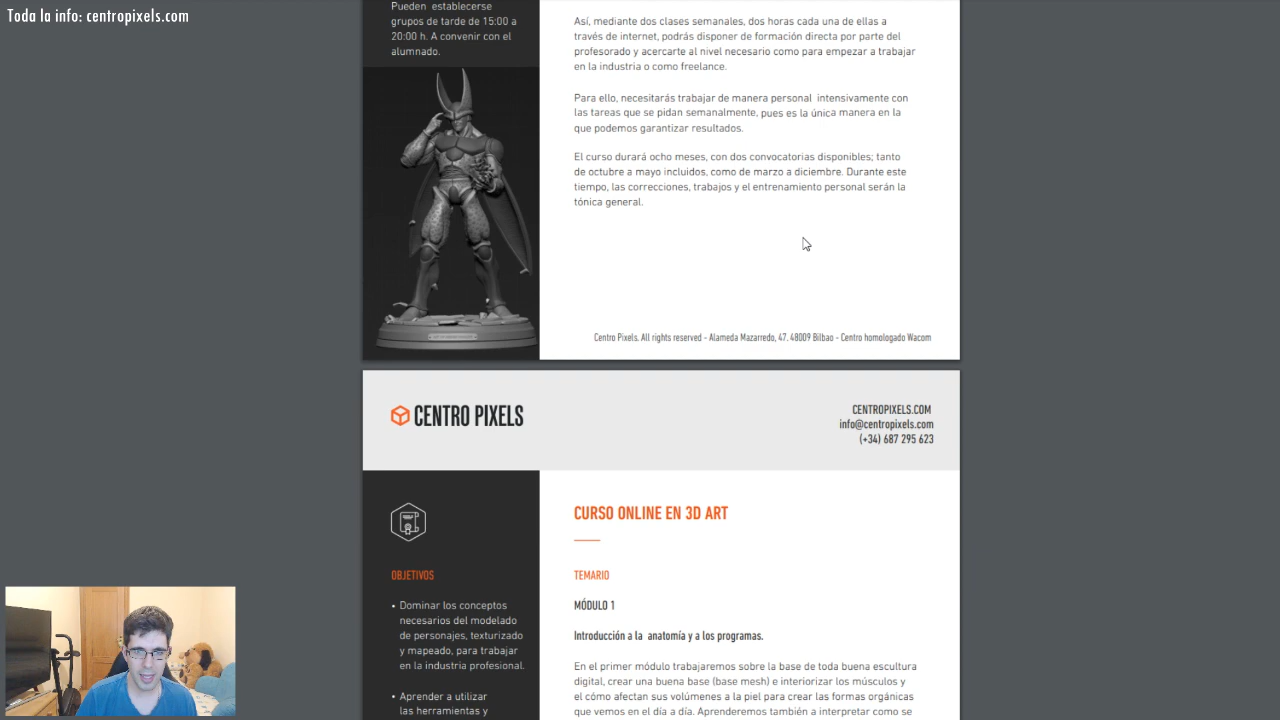 Toda la info: centropixels.com
Pueden establecerse
grupos de tarde de 15:00 a
20:00 h. A convenir con el
alumnado.
Así, mediante dos clases semanales, dos horas cada una de ellas a
través de internet, podrás disponer de formación directa por parte del
profesorado y acercarte al nivel necesario como para empezar a trabajar
en la industria o como freelance.
Para ello, necesitarás trabajar de manera personal intensivamente con
las tareas que se pidan semanalmente, pues es la única manera en la
que podemos garantizar resultados.
El curso durará ocho meses, con dos convocatorias disponibles; tanto
de octubre a mayo incluidos, como de marzo a diciembre. Durante este
tiempo, las correcciones, trabajos y el entrenamiento personal serán la
tónica general.
Centro Pixels. All rights reserved - Alameda Mazarredo, 47. 48009 Bilbao - Centro homologado Wacom
CENTRO PIXELS
CENTROPIXELS.COM
info@centropixels.com
(+34) 687 295 623
OBJETIVOS
• Dominar los conceptos
necesarios del modelado
de personajes, texturizado
y mapeado, para trabajar
en la industria profesional.
• Aprender a utilizar
las herramientas y
CURSO ONLINE EN 3D ART
TEMARIO
MÓDULO 1
Introducción a la anatomía y a los programas.
En el primer módulo trabajaremos sobre la base de toda buena escultura
digital, crear una buena base (base mesh) e interiorizar los músculos y
el cómo afectan sus volúmenes a la piel para crear las formas orgánicas
que vemos en el día a día. Aprenderemos también a interpretar como se